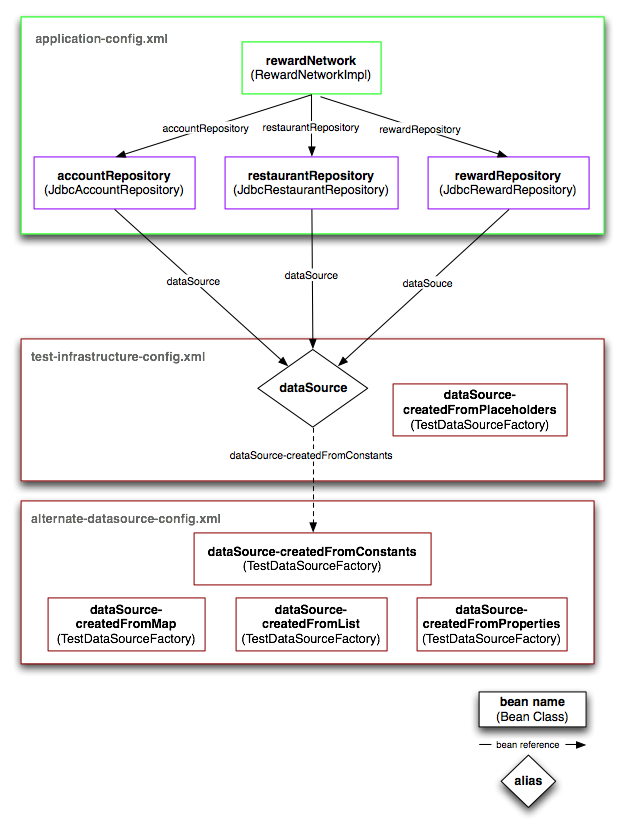 application-config.xml
rewardNetwork
(RewardNetworkImpl)
accountRepository
restaurantRepository
rewardRepository
accountRepository
(JdbcAccountRepository)
restaurantRepository
(JdbcRestaurantRepository)
rewardRepository
(JdbcRewardRepository)
dataSource
dataSource
dataSouce
test-infrastructure-config.xml
dataSource
dataSource-
createdFromPlaceholders
(TestDataSourceFactory)
dataSource-createdFromConstants
alternate-datasource-config.xml
dataSource-createdFromConstants
(TestDataSourceFactory)
dataSource-
createdFromMap
(TestDataSourceFactory)
dataSource-
createdFromList
(TestDataSourceFactory)
dataSource-
createdFromProperties
(TestDataSourceFactory)
bean name
(Bean Class)
bean reference
alias